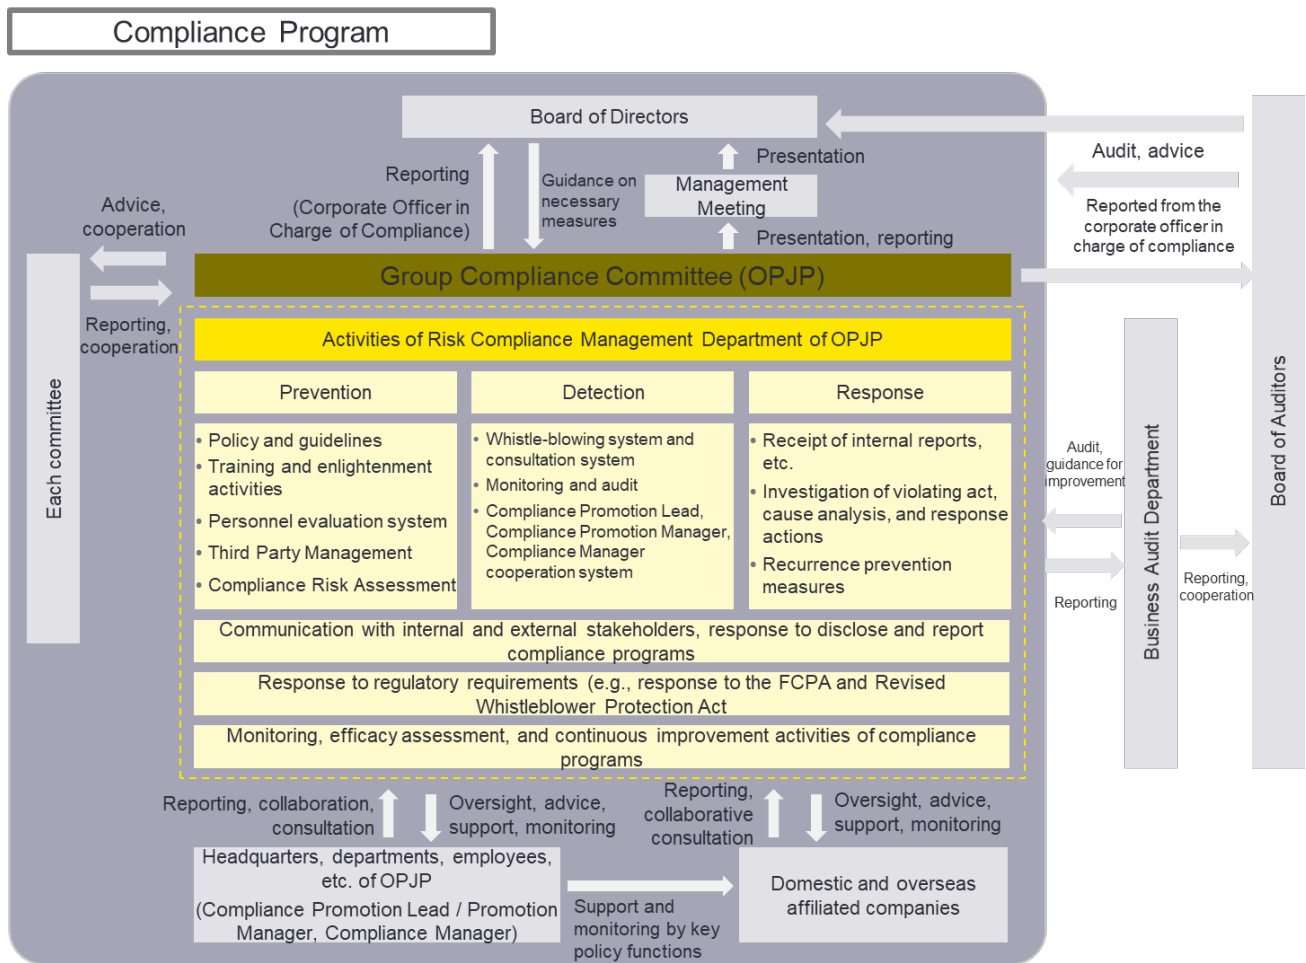 Compliance Program
Board of Directors
Presentation
Management
Meeting
Presentation, reporting
Reporting
(Corporate Officer in
Charge of Compliance)
Guidance on
necessary
measures
Audit, advice
Reported from the
corporate officer in
charge of compliance
Advice,
cooperation
Reporting,
cooperation
Each committee
Group Compliance Committee (OPJP)
Activities of Risk Compliance Management Department of OPJP
Prevention
• Policy and guidelines
• Training and enlightenment
activities
• Personnel evaluation system
• Third Party Management
• Compliance Risk Assessment
Detection
• Whistle-blowing system and
consultation system
• Monitoring and audit
• Compliance Promotion Lead,
Compliance Promotion Manager,
Compliance Manager
cooperation system
Response
• Receipt of internal reports,
etc.
• Investigation of violating act,
cause analysis, and response
actions
• Recurrence prevention
measures
Communication with internal and external stakeholders, response to disclose and report
compliance programs
Response to regulatory requirements (e.g., response to the FCPA and Revised
Whistleblower Protection Act
Monitoring, efficacy assessment, and continuous improvement activities of compliance
programs
Audit,
guidance for
improvement
Reporting
Business Audit Department
Reporting,
cooperation
Board of Auditors
Reporting, collaboration,
consultation
Oversight, advice,
support, monitoring
Reporting,
collaborative
consultation
Oversight, advice,
support, monitoring
Headquarters, departments, employees,
etc. of OPJP
(Compliance Promotion Lead / Promotion
Manager, Compliance Manager)
Support and
monitoring by key
policy functions
Domestic and overseas
affiliated companies